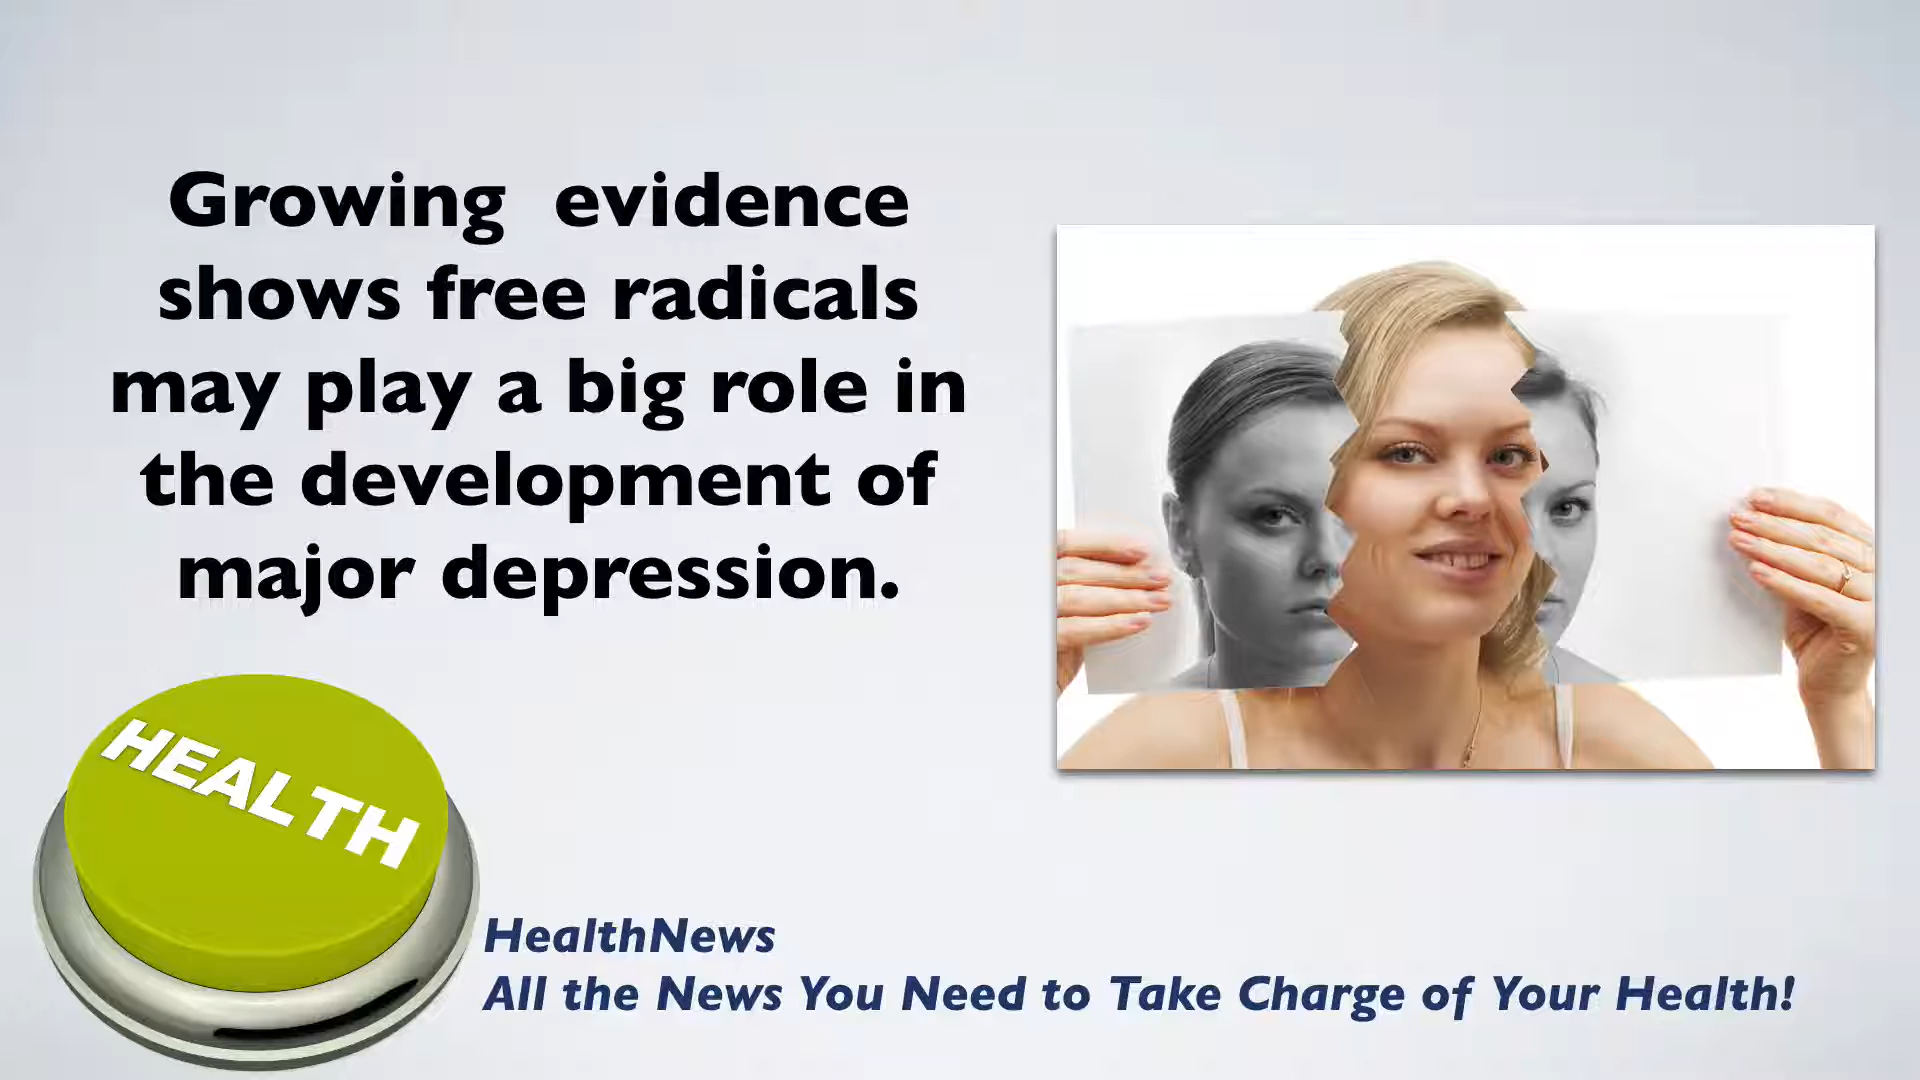 Growing evidence
shows free radicals
may play a big role in
the development of
major depression.
HEALTH
HealthNews
All the News You Need to Take Charge of Your Health!